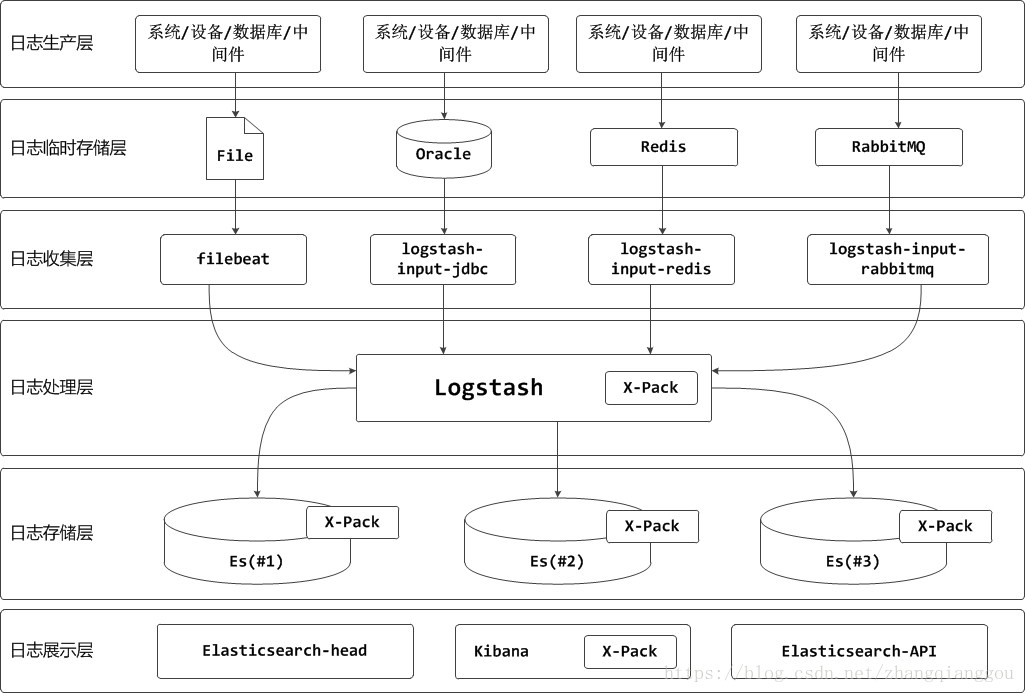 日志生产层
系统/设备/数据库/中
间件
系统/设备/数据库/中
间件
系统/设备/数据库/中
间件
系统/设备/数据库/中
间件
日志临时存储层
File
Oracle
Redis
RabbitMQ
日志收集层
filebeat
logstash-
input-jdbc
logstash-
input-redis
logstash-input-
rabbitmq
日志处理层
Logstash
X-Pack
日志存储层
X-Pack
Es(#1)
X-Pack
Es(#2)
X-Pack
Es(#3)
日志展示层
Elasticsearch-head
Kibana
X-Pack
Elasticsearch-API
https://blog.csdn.net/zhangqianggou